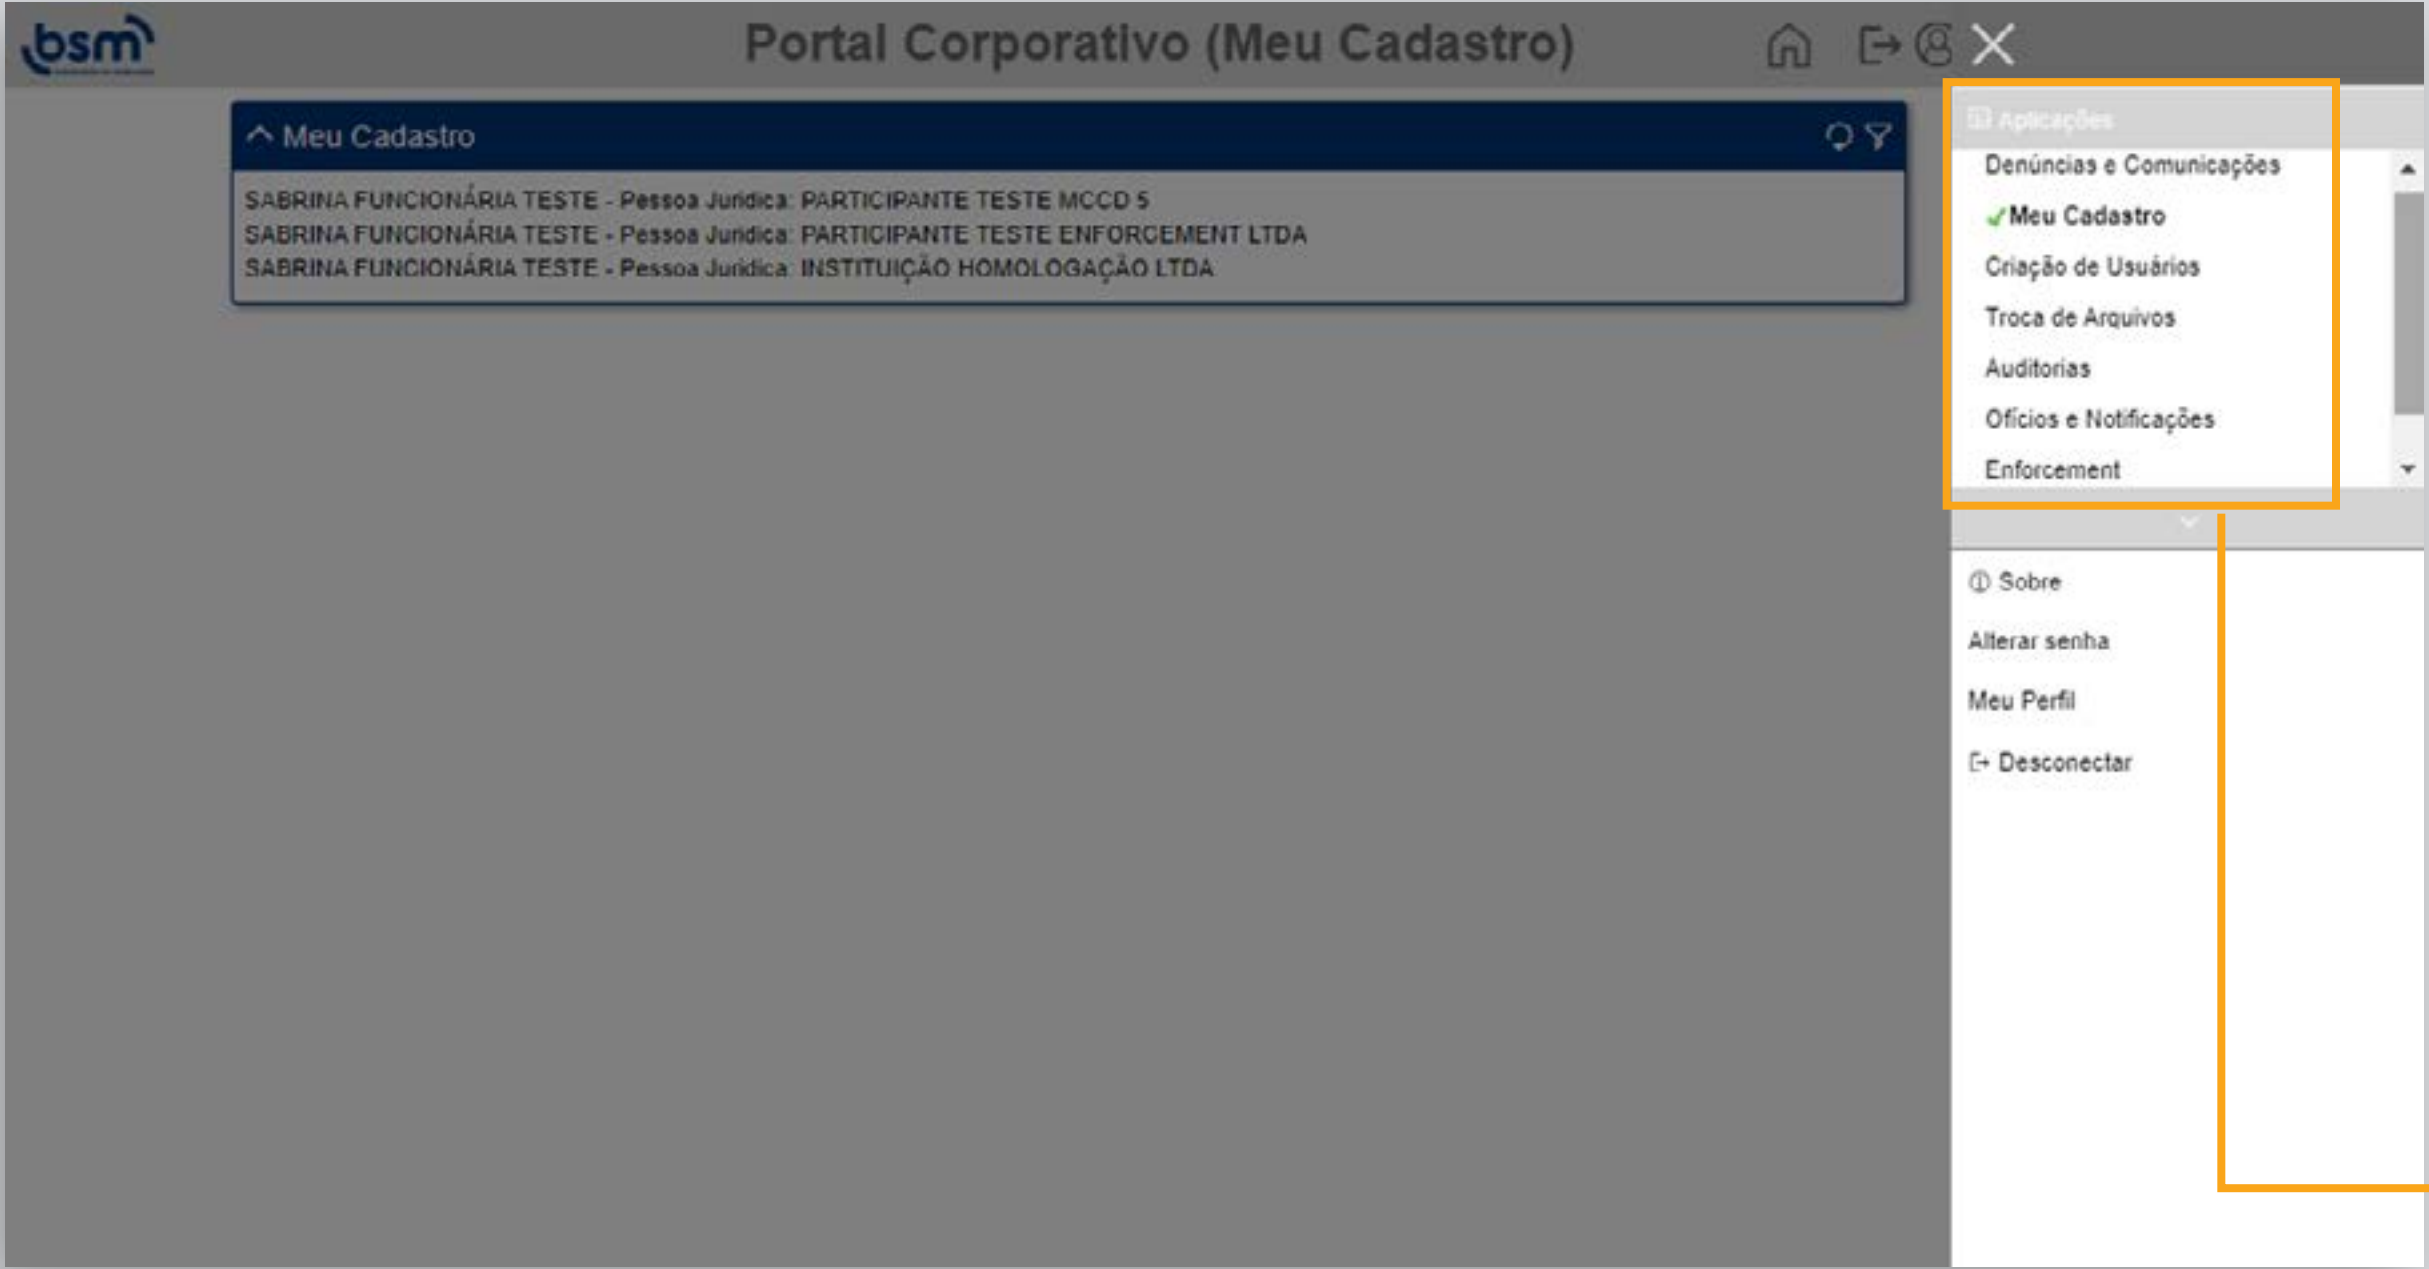 bsm
Portal Corporativo (Meu Cadastro)
Meu Cadastro
SABRINA FUNCIONÁRIA TESTE - Pessoa Jurídica: PARTICIPANTE TESTE MCCD 5
SABRINA FUNCIONÁRIA TESTE - Pessoa Jurídica: PARTICIPANTE TESTE ENFORCEMENT LTDA
SABRINA FUNCIONÁRIA TESTE - Pessoa Jurídica: INSTITUIÇÃO HOMOLOGAÇÃO LTDA
Aplicações
Denúncias e Comunicações
Meu Cadastro
Criação de Usuários
Troca de Arquivos
Auditorias
Ofícios e Notificações
Enforcement
Sobre
Alterar senha
Meu Perfil
Desconectar